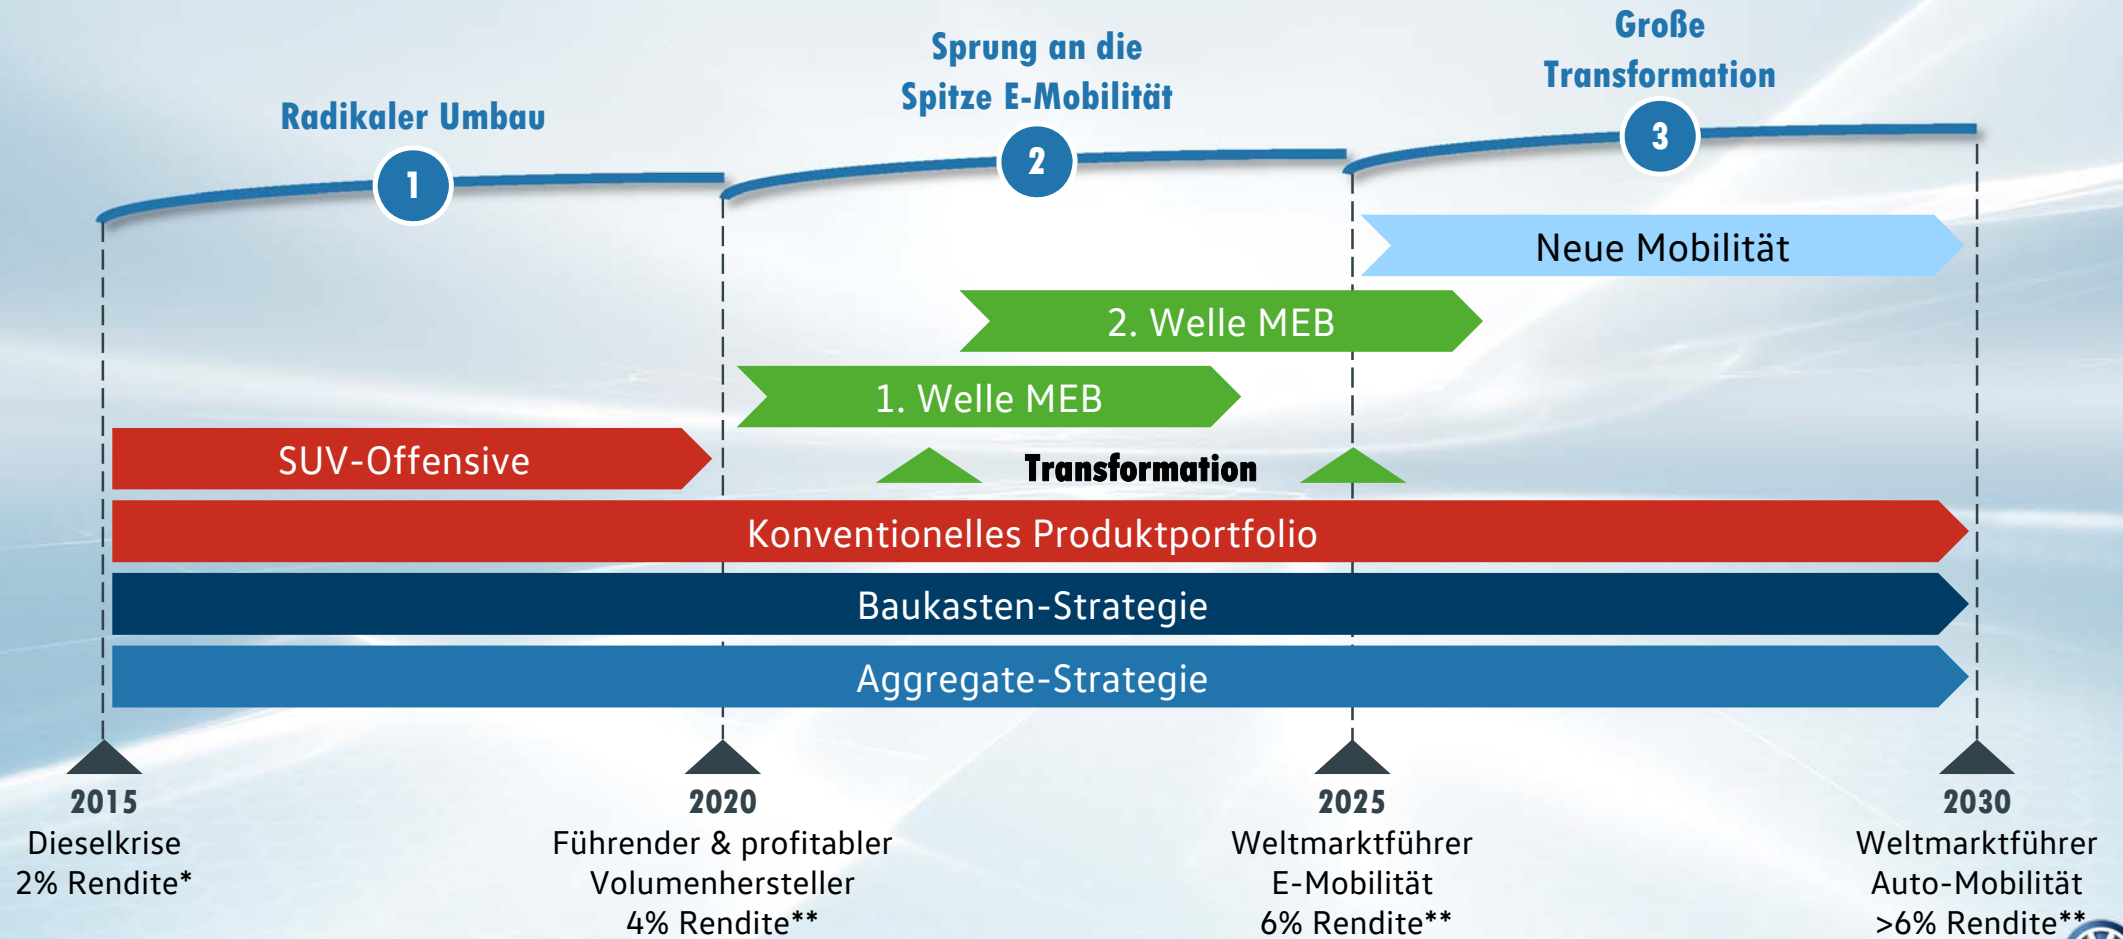 Radikaler Umbau
1
Sprung an die
Spitze E-Mobilität
2
Große
Transformation
3
Neue Mobilität
2. Welle MEB
1. Welle MEB
SUV-Offensive
Transformation
Konventionelles Produktportfolio
Baukasten-Strategie
Aggregate-Strategie
2015
Dieselkrise
2% Rendite*
2020
Führender & profitabler
Volumenhersteller
4% Rendite**
2025
Weltmarktführer
E-Mobilität
6% Rendite**
2030
Weltmarktführer
Auto-Mobilität
>6% Rendite**